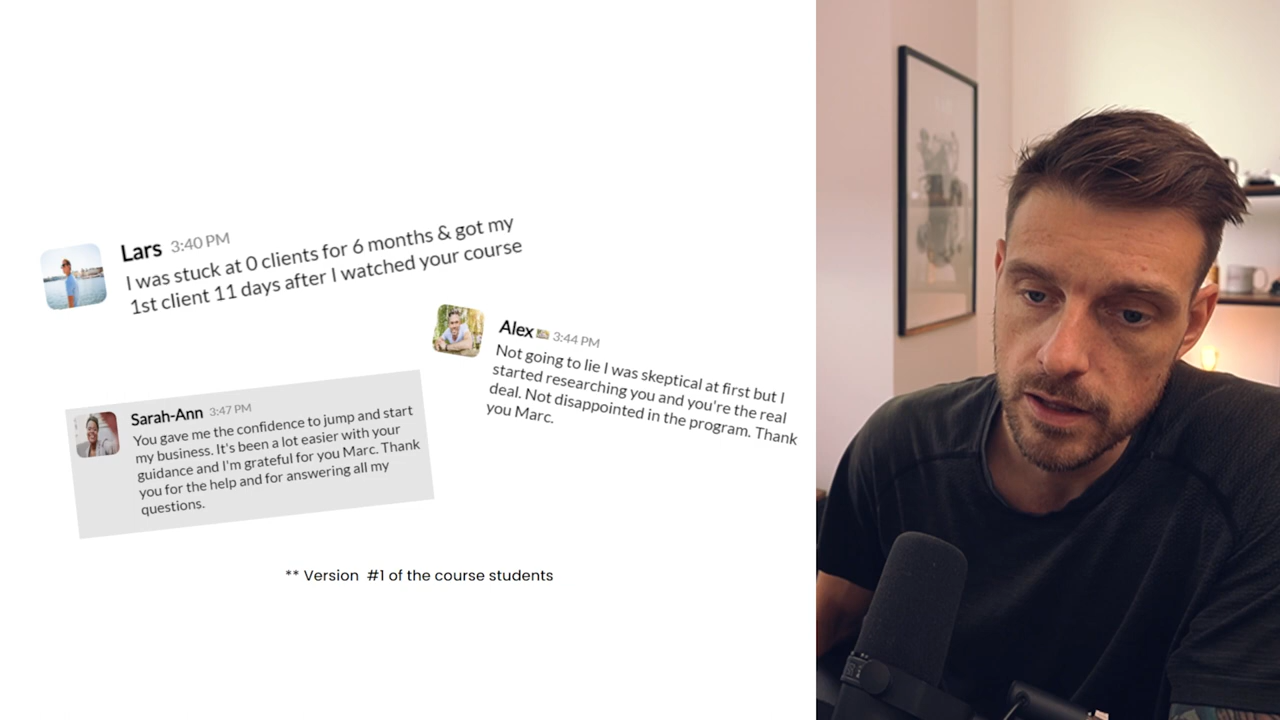 Lars 3:40 PM
I was stuck at 0 clients for 6 months & got my
1st client 11 days after I watched your course
Alex 3:44 PM
Not going to lie I was skeptical at first but I
started researching you and you're the real
deal. Not disappointed in the program. Thank
you Marc.
Sarah-Ann 3:47 PM
You gave me the confidence to jump and start
my business. It's been a lot easier with your
guidance and I'm grateful for you Marc. Thank
you for the help and for answering all my
questions.
** Version #1 of the course students